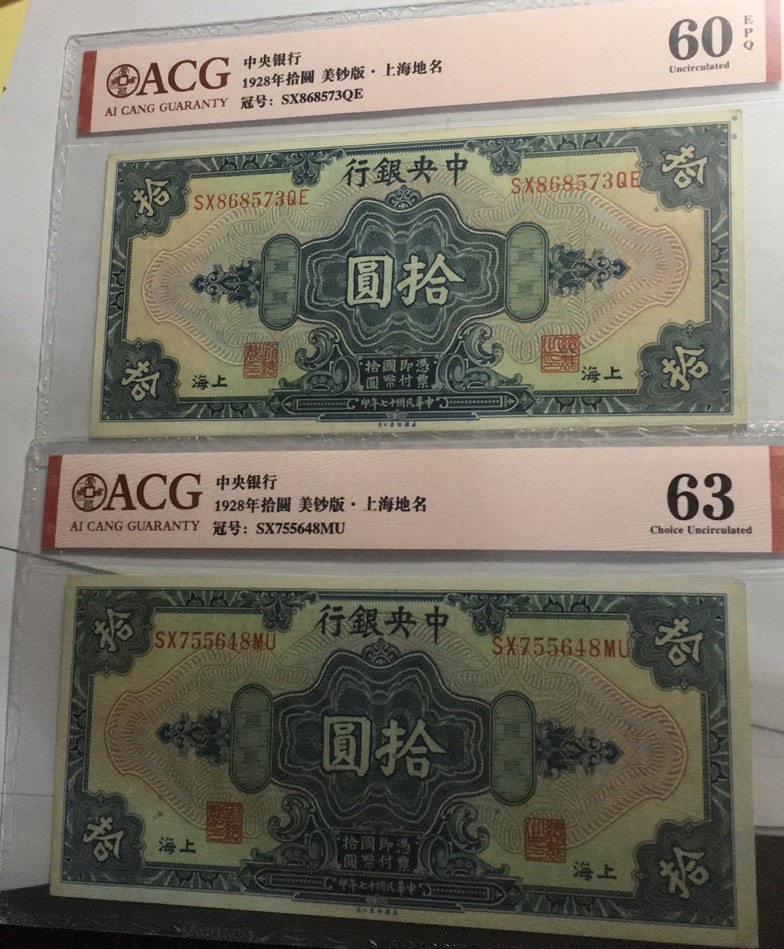 ACG
AI CANG GUARANTY
中央银行
1928年拾圓 美钞版·上海地名
冠号: SX868573QE
60
EPQ
Uncirculated
行銀央中
SX868573QE
SX868573QE
拾
拾
圓拾
上海
上海
憑票
即付
國幣
拾圓
印年七十國民華中
拾
拾
ACG
AI CANG GUARANTY
中央银行
1928年拾圓 美钞版·上海地名
冠号: SX755648MU
63
Choice Uncirculated
行銀央中
SX755648MU
SX755648MU
拾
拾
圓拾
上海
上海
憑票
即付
國幣
拾圓
印年七十國民華中
拾
拾